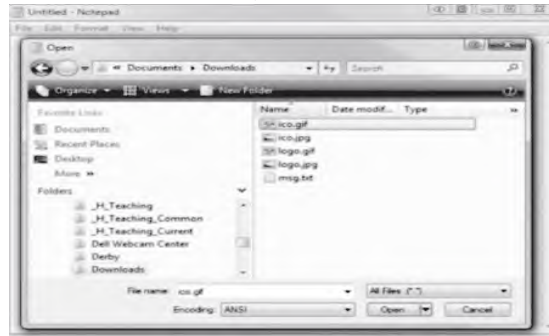 Untitled - Notepad
File Edit Format View Help
Open
« Documents ▸ Downloads
Search
Organize Views New Folder
Favorite Links
Name Date modif... Type
Documents
Recent Places
Desktop
More »
ico.gif
ico.jpg
logo.gif
logo.jpg
msg.txt
Folders
_H_Teaching
_H_Teaching_Common
_H_Teaching_Current
Dell Webcam Center
Derby
Downloads
File name: ico.gif
All Files (*.*)
Encoding: ANSI
Open
Cancel